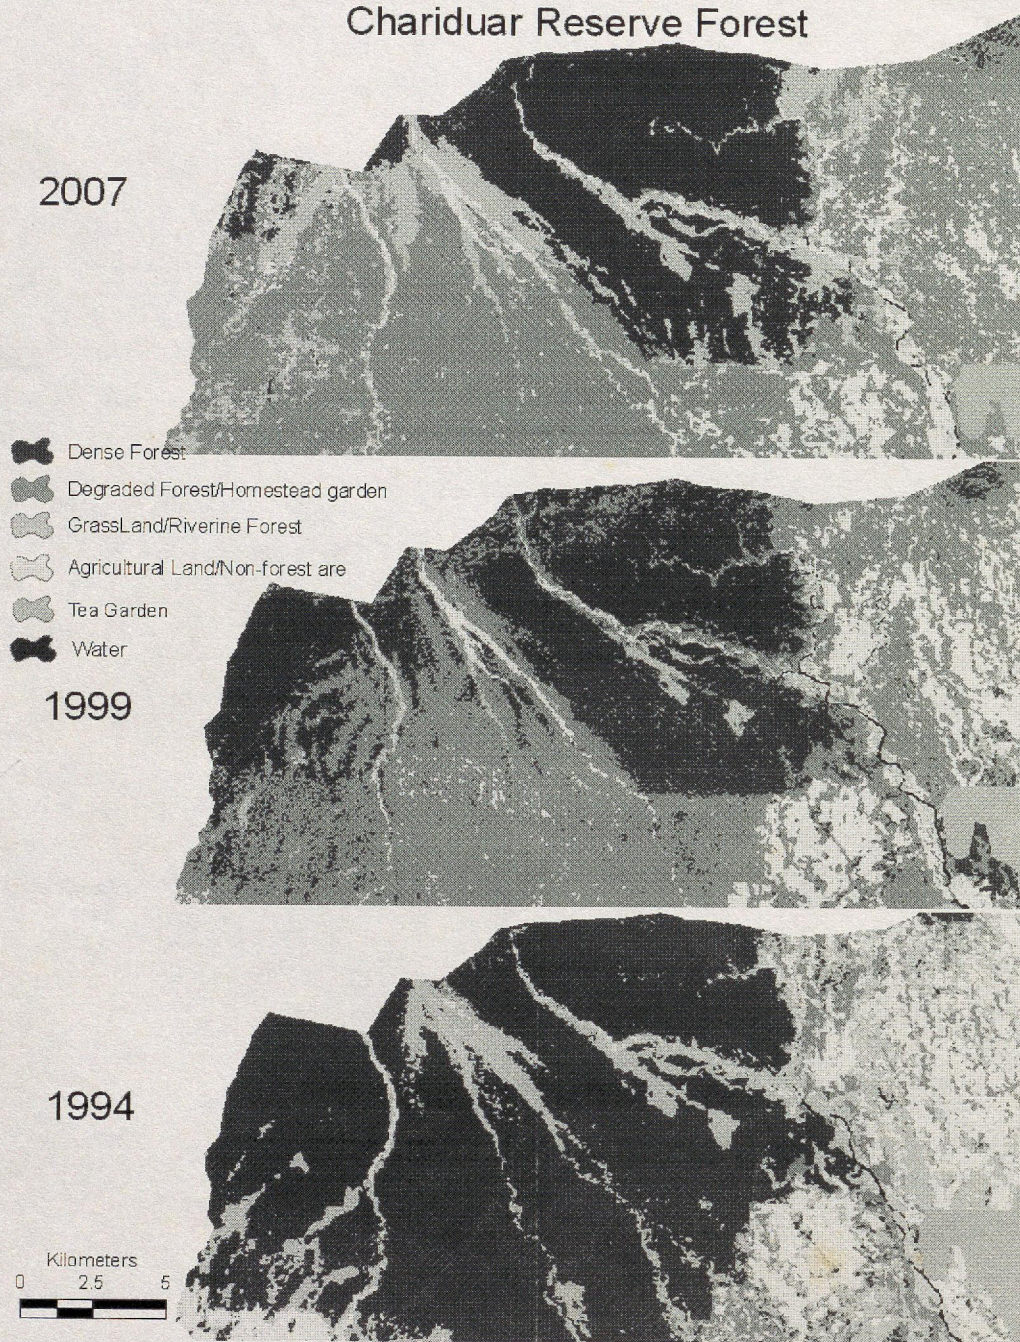 Chariduar Reserve Forest
2007
Dense Forest
Degraded Forest/Homestead garden
GrassLand/Riverine Forest
Agricultural Land/Non-forest are
Tea Garden
Water
1999
1994
Kilometers
0 2.5 5